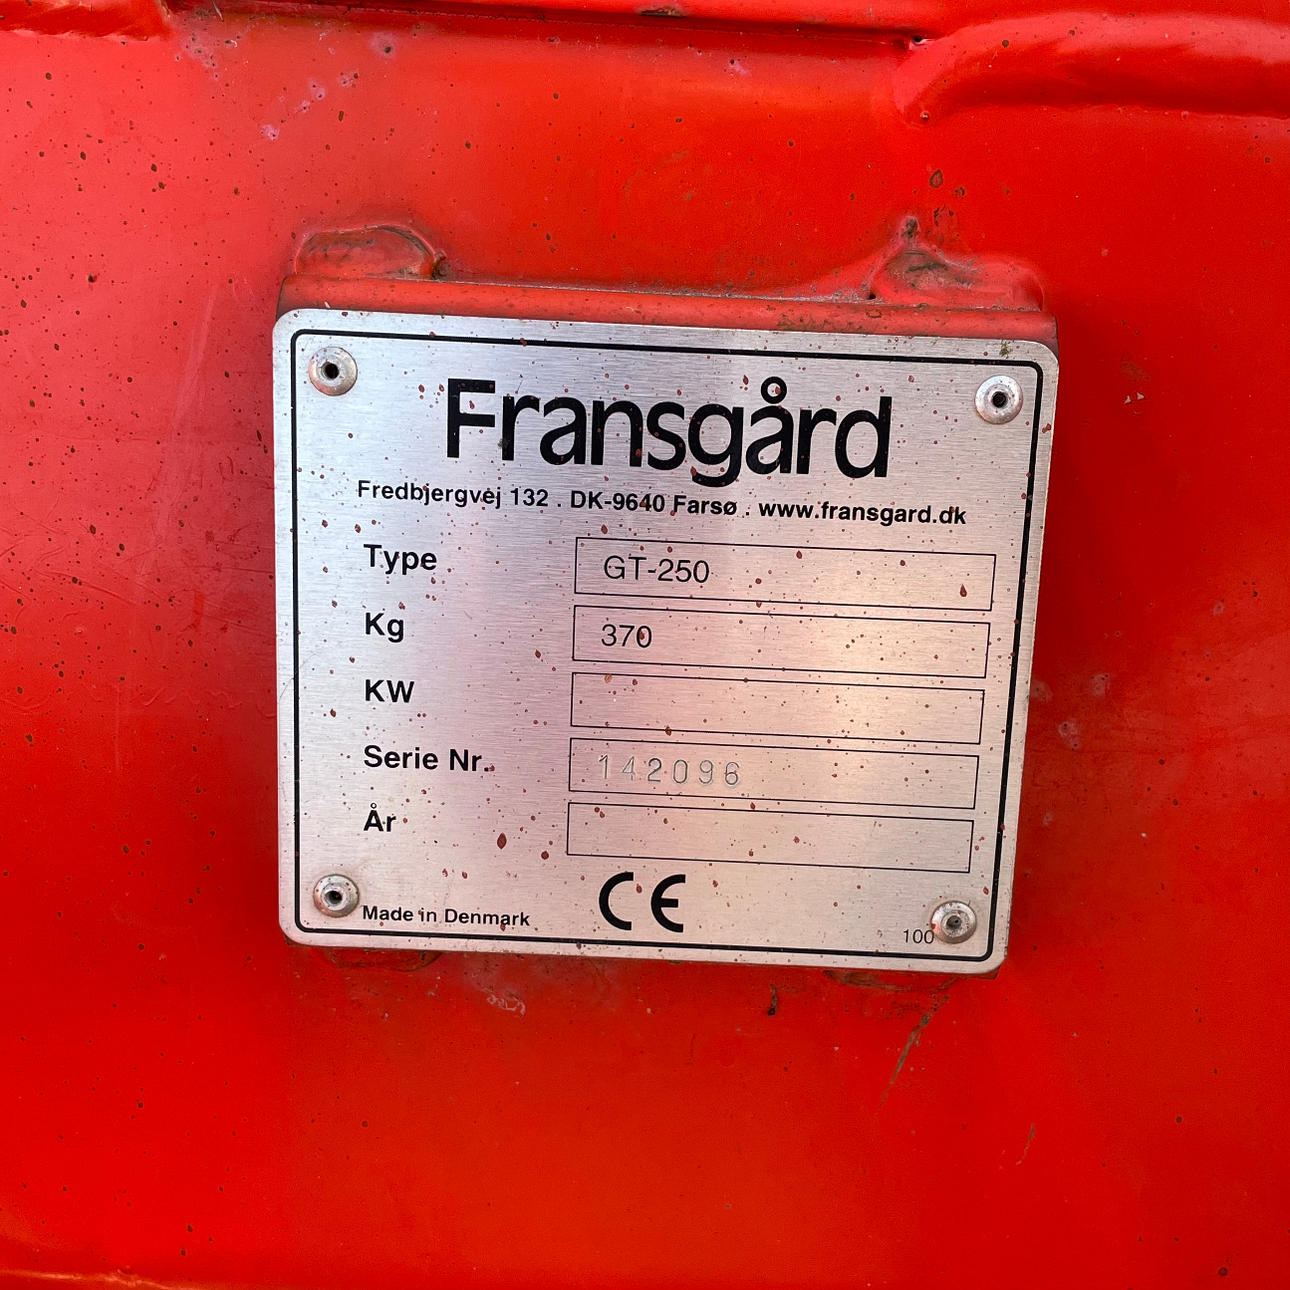 Fransgård
Fredbjergvej 132 . DK-9640 Farsø . www.fransgard.dk
Type GT-250
Kg 370
KW
Serie Nr. 142096
År
CE
Made in Denmark
100